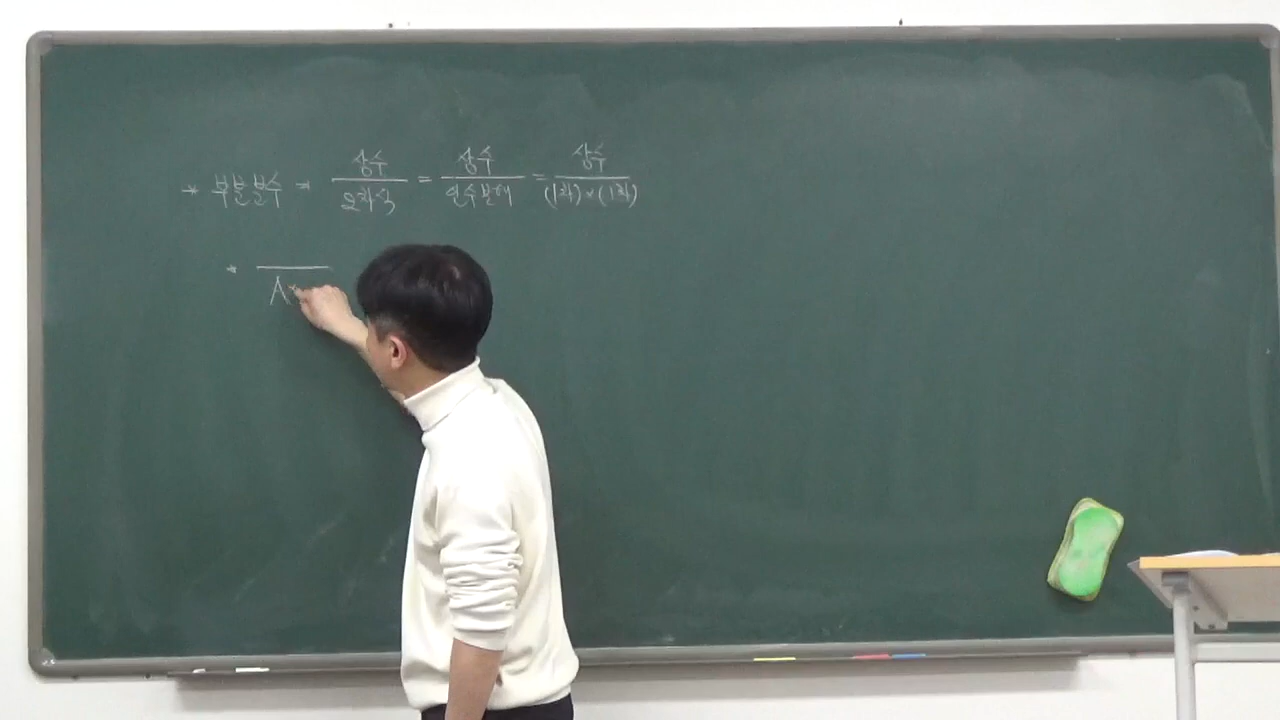 * 부분분수 → 상수/2차식 = 상수/인수분해 = 상수/(1차)×(1차)
* /A